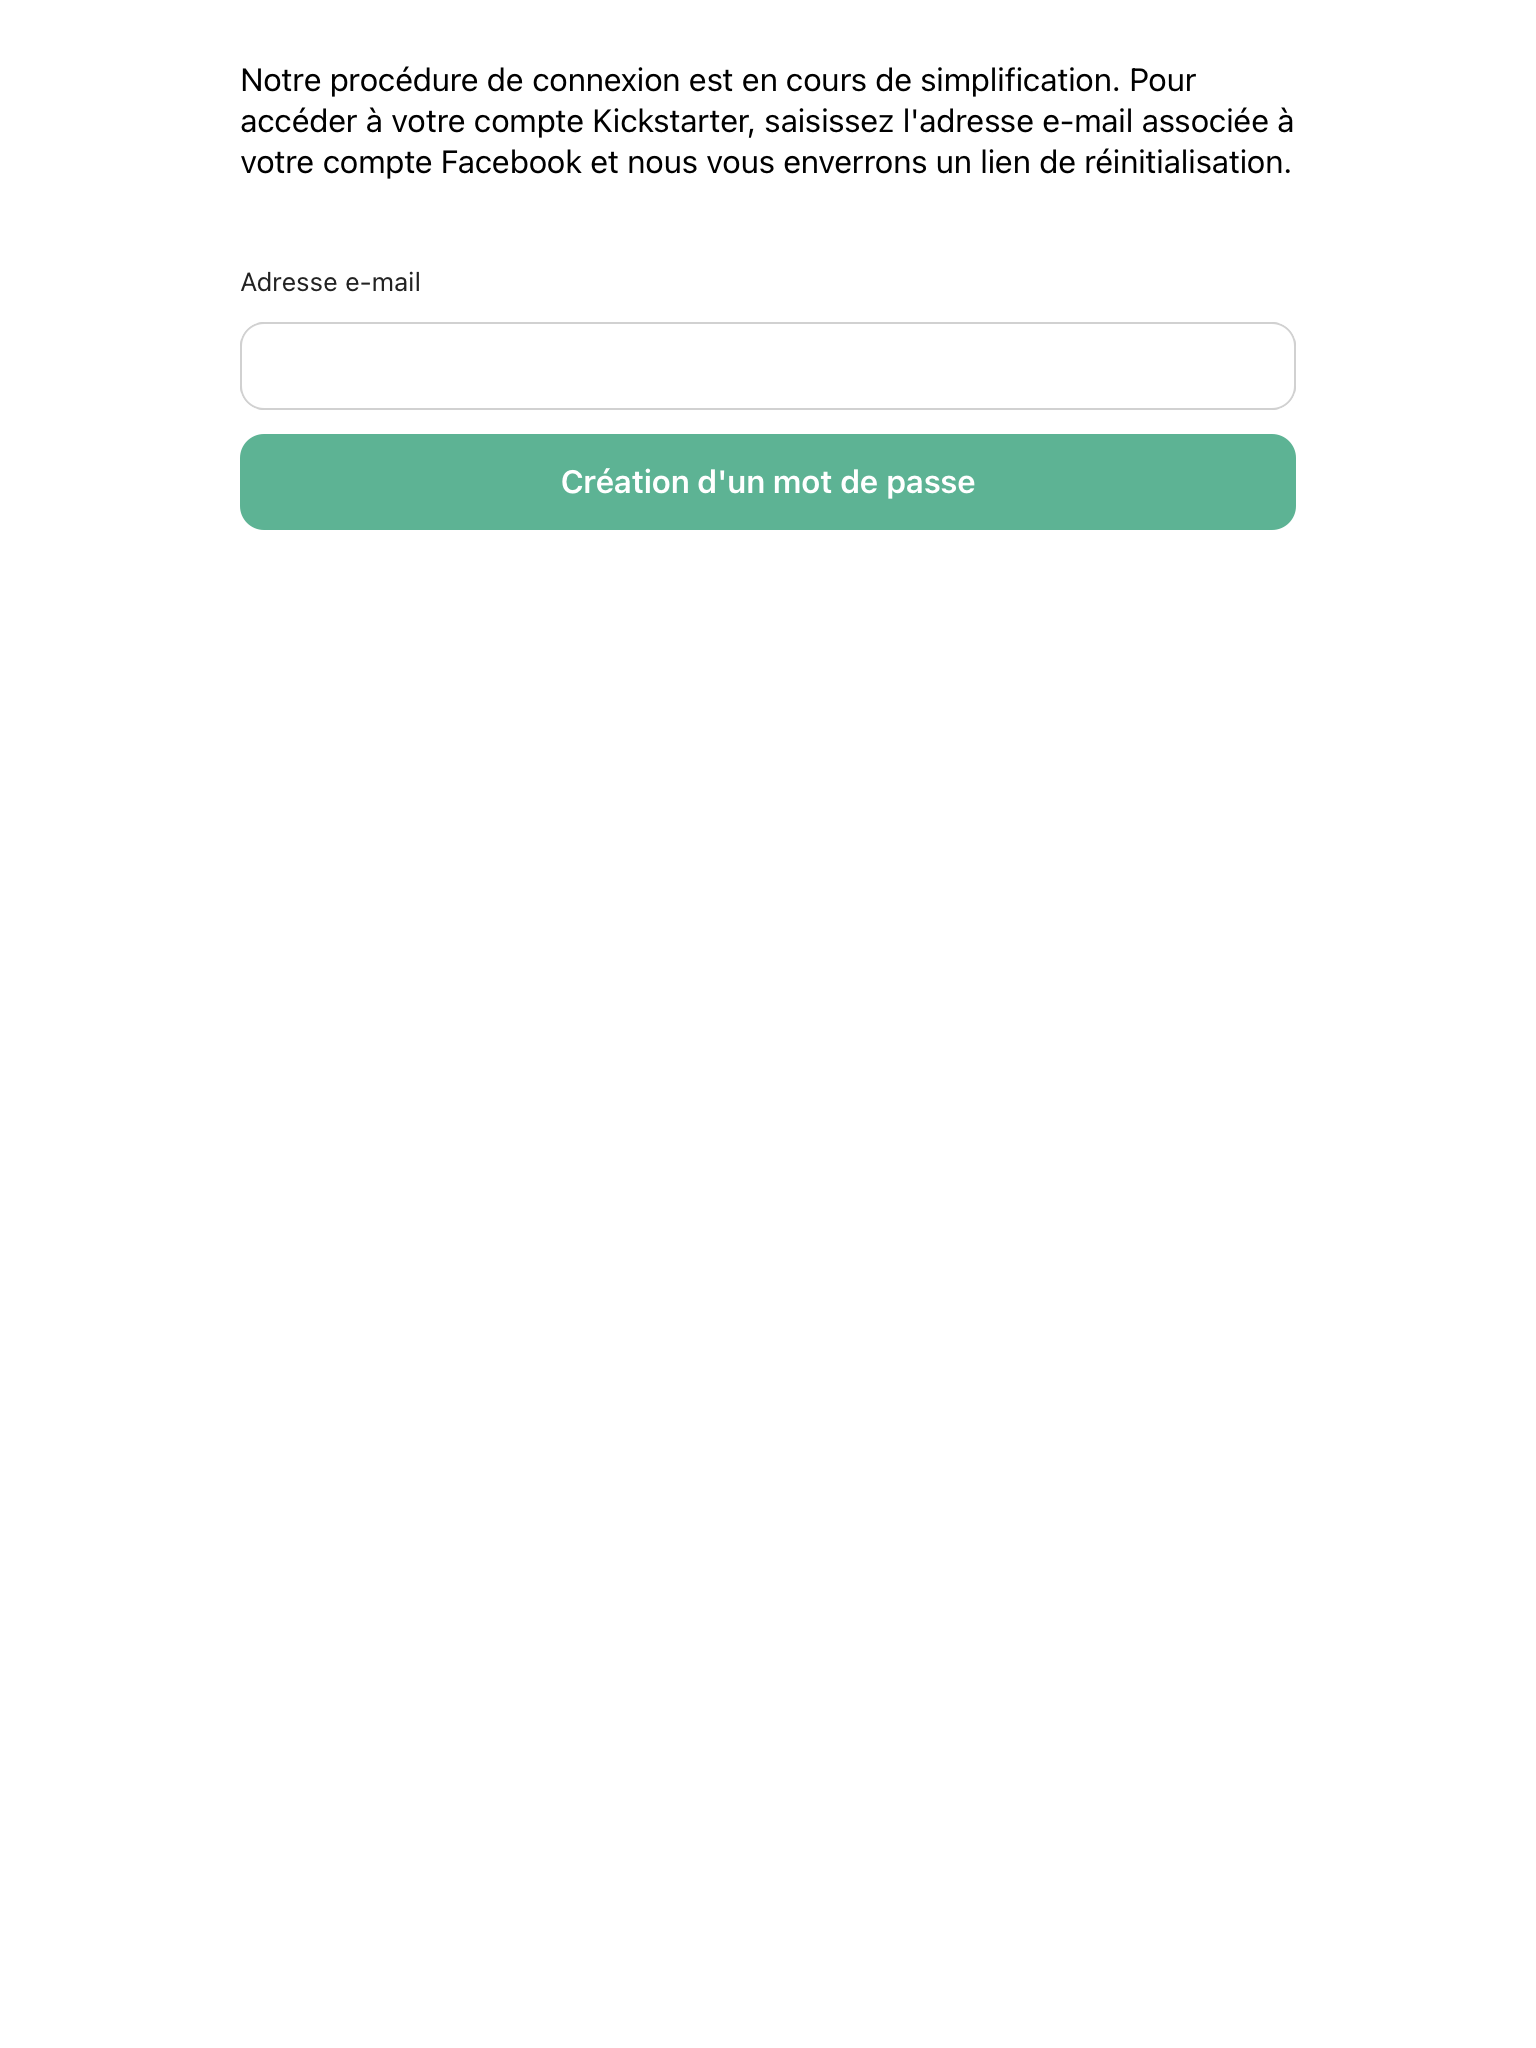 Notre procédure de connexion est en cours de simplification. Pour
accéder à votre compte Kickstarter, saisissez l'adresse e-mail associée à
votre compte Facebook et nous vous enverrons un lien de réinitialisation.
Adresse e-mail
Création d'un mot de passe